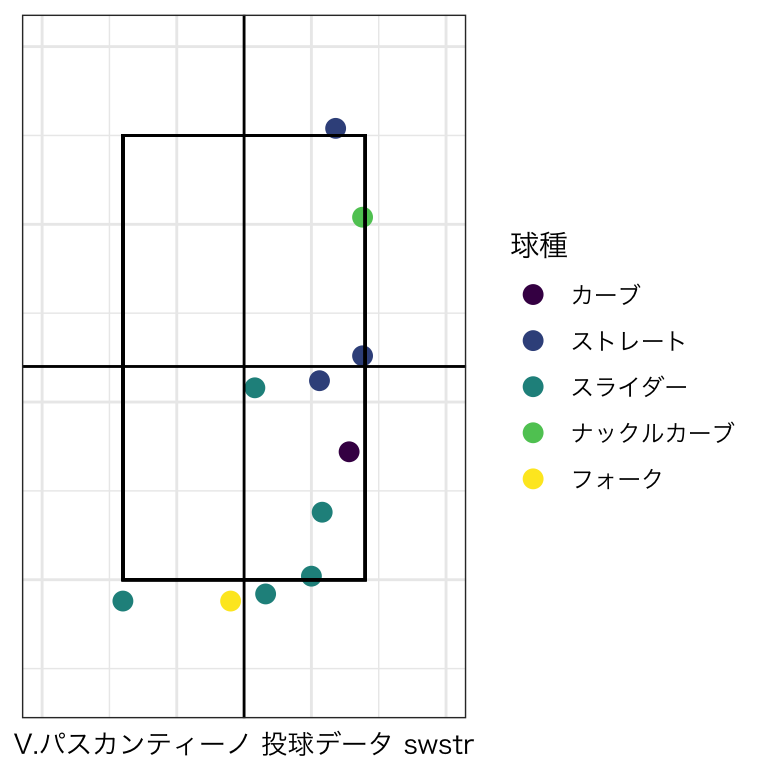 球種
カーブ
ストレート
スライダー
ナックルカーブ
フォーク
V.パスカンティーノ 投球データ swstr